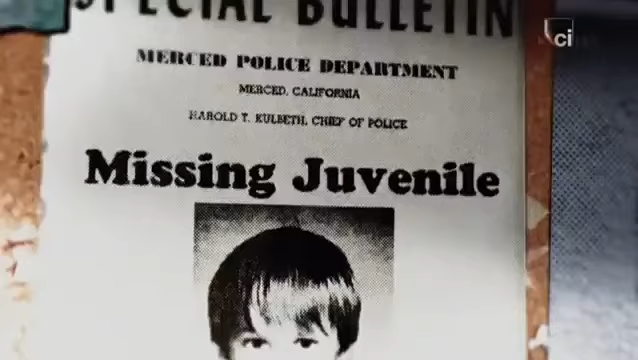 SPECIAL BULLETIN
ci
MERCED POLICE DEPARTMENT
MERCED, CALIFORNIA
HAROLD T. KULBETH, CHIEF OF POLICE
Missing Juvenile